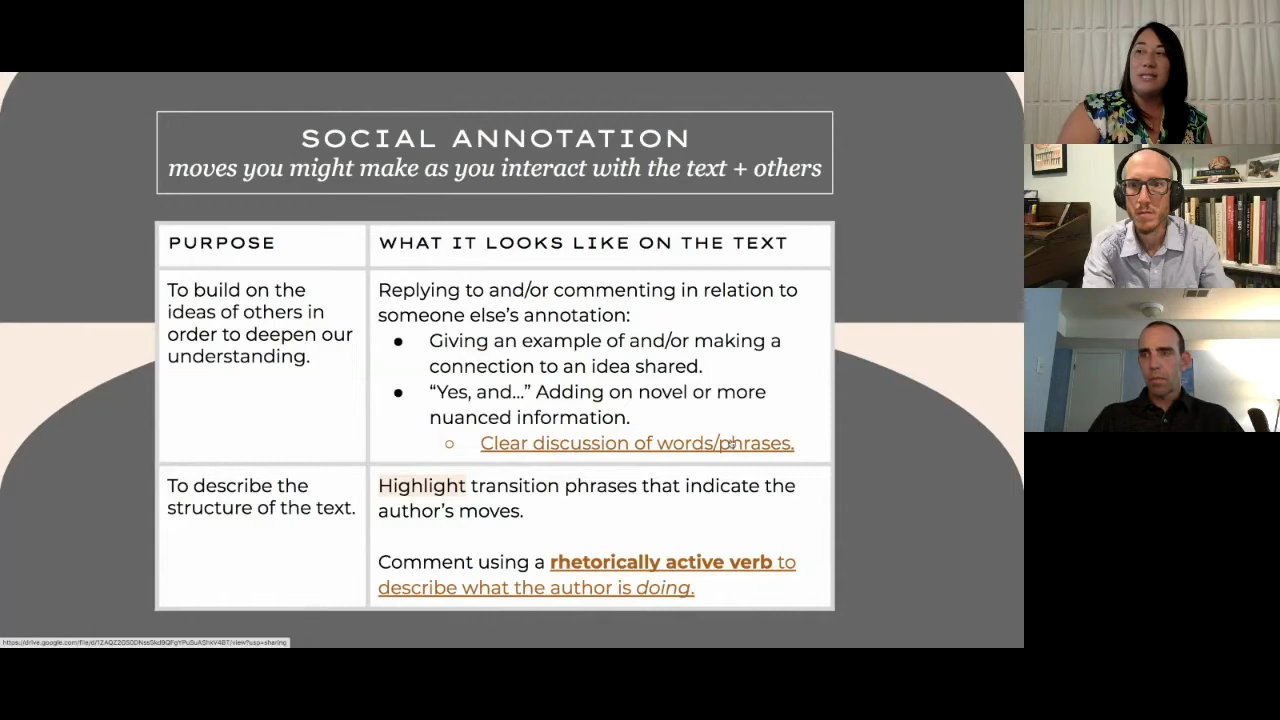 SOCIAL ANNOTATION
moves you might make as you interact with the text + others
PURPOSE
WHAT IT LOOKS LIKE ON THE TEXT
To build on the
ideas of others in
order to deepen our
understanding.
Replying to and/or commenting in relation to
someone else’s annotation:
● Giving an example of and/or making a
connection to an idea shared.
● “Yes, and…” Adding on novel or more
nuanced information.
○ Clear discussion of words/phrases.
To describe the
structure of the text.
Highlight transition phrases that indicate the
author’s moves.
Comment using a rhetorically active verb to
describe what the author is doing.